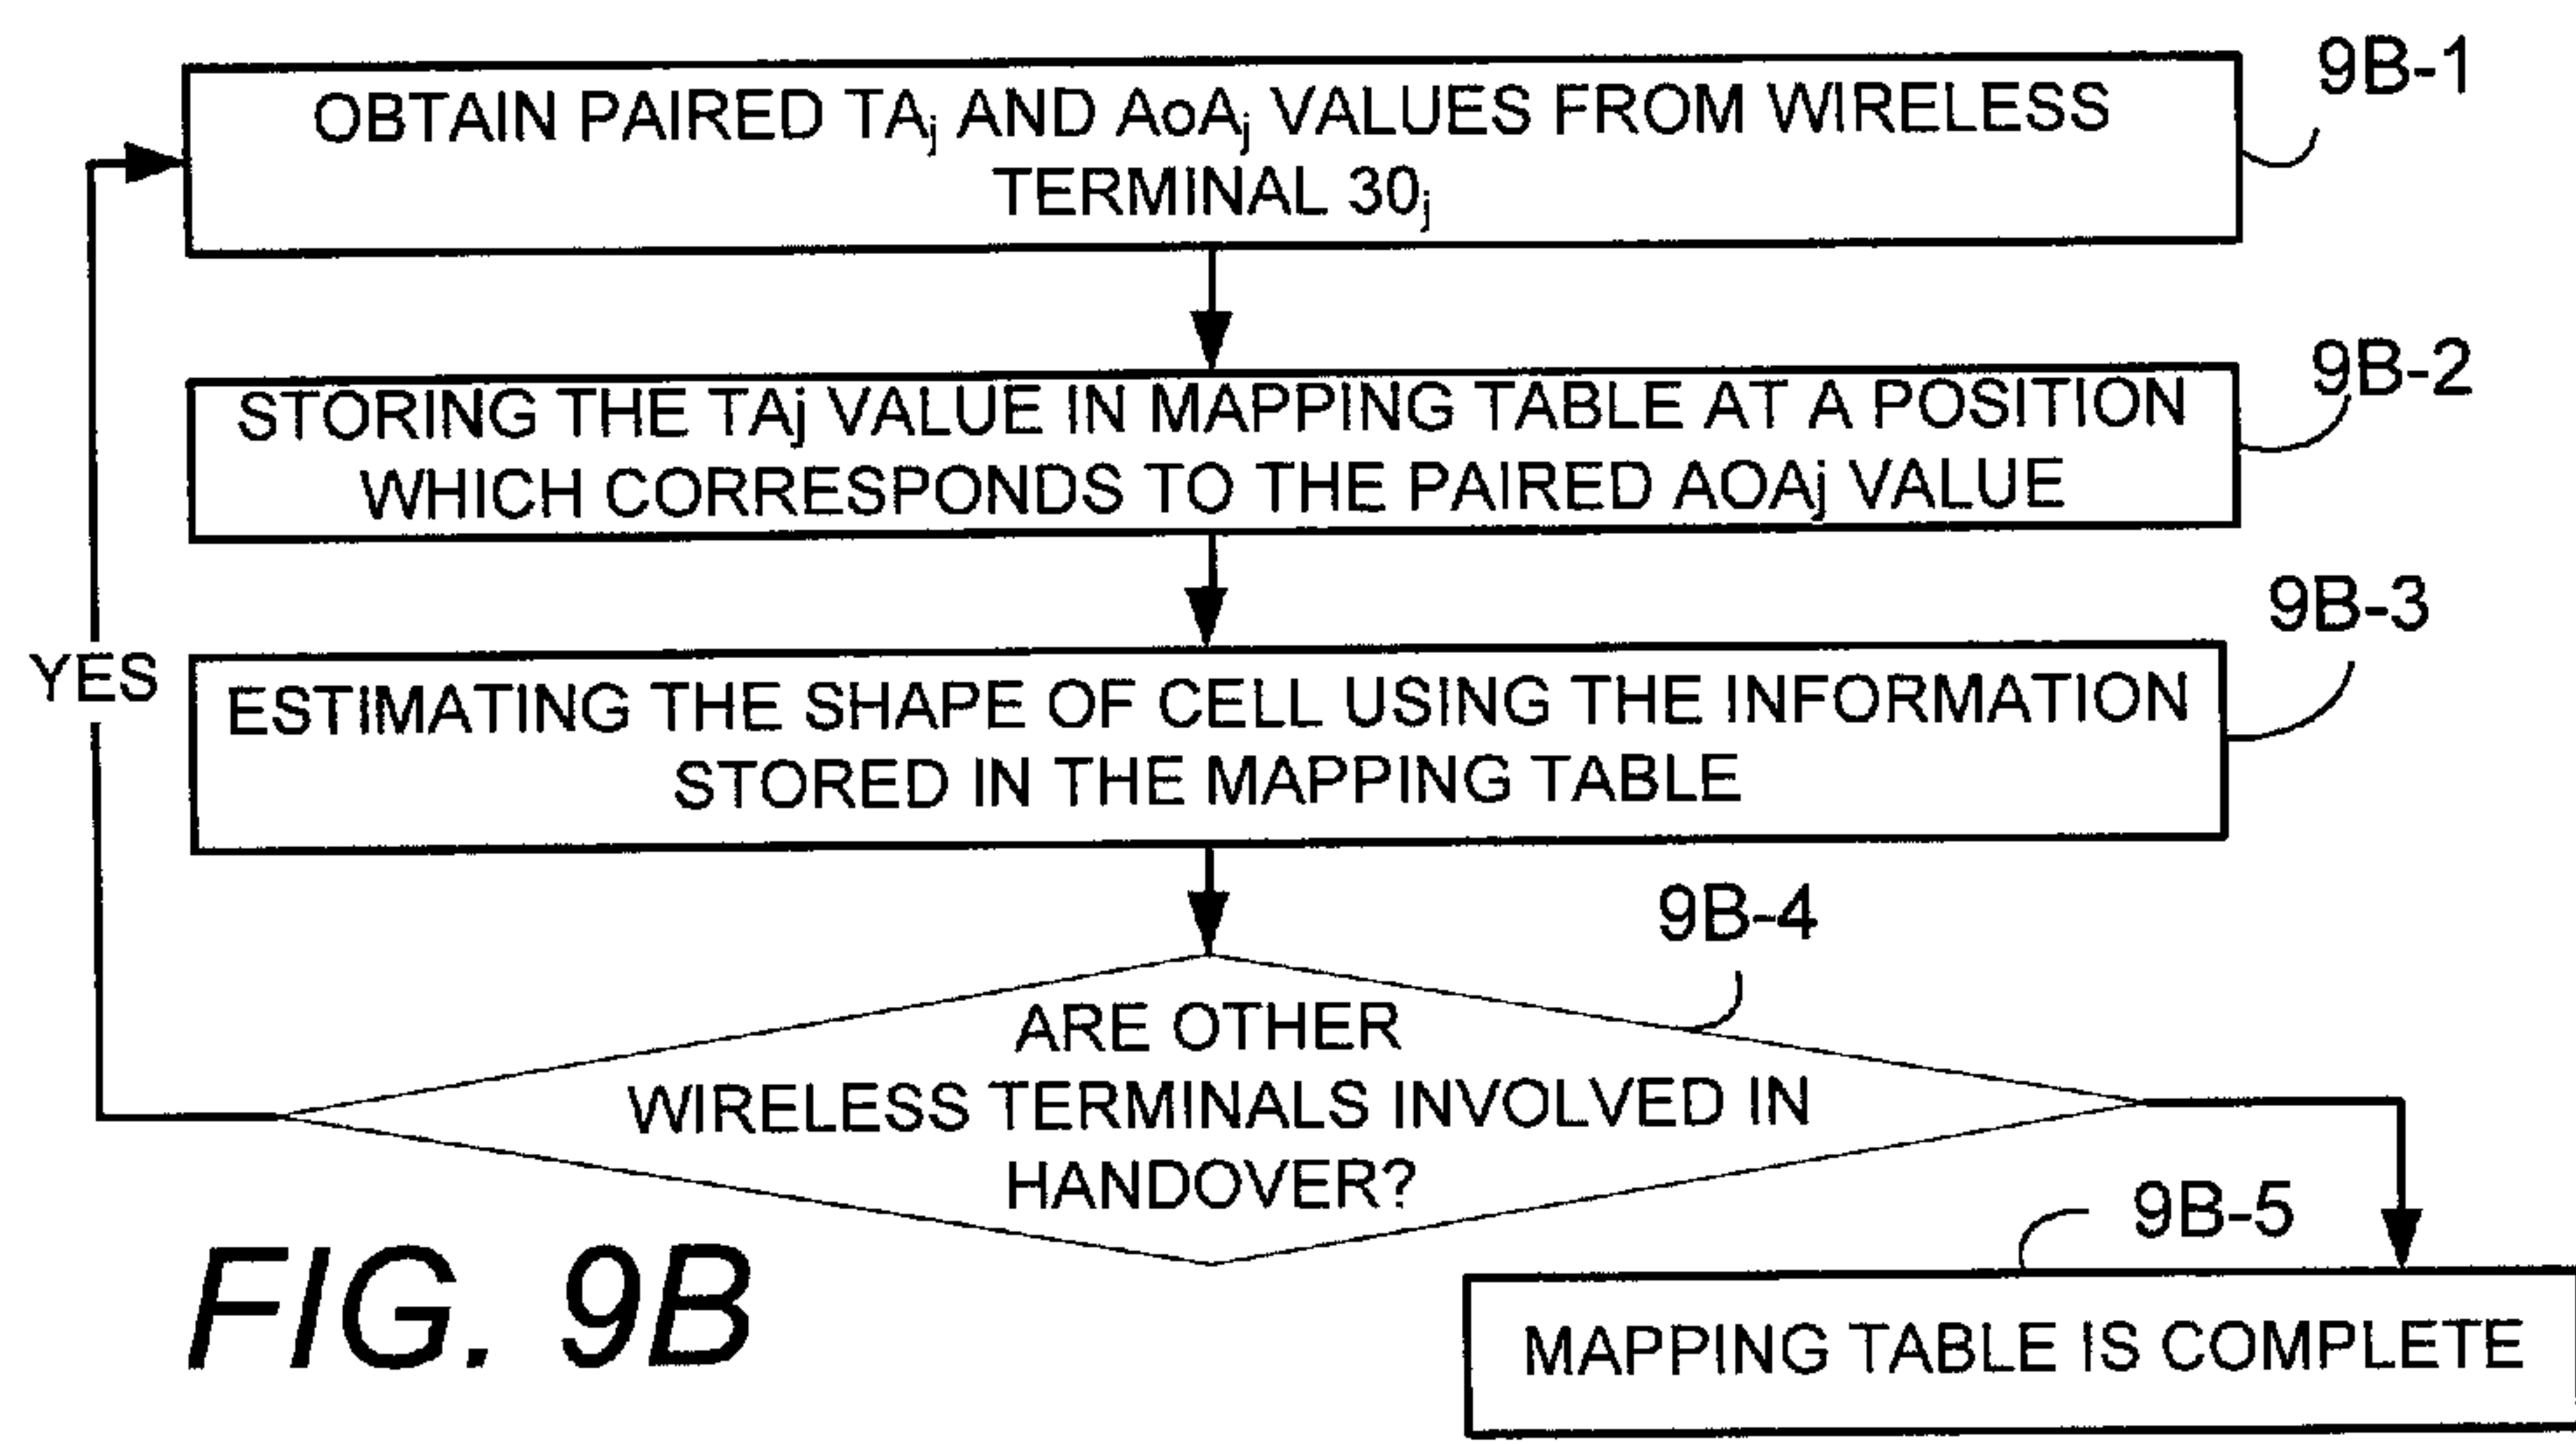 9B-1
OBTAIN PAIRED TAj AND AoAj VALUES FROM WIRELESS
TERMINAL 30j
9B-2
STORING THE TAj VALUE IN MAPPING TABLE AT A POSITION
WHICH CORRESPONDS TO THE PAIRED AOAj VALUE
9B-3
YES
ESTIMATING THE SHAPE OF CELL USING THE INFORMATION
STORED IN THE MAPPING TABLE
9B-4
ARE OTHER
WIRELESS TERMINALS INVOLVED IN
HANDOVER?
9B-5
MAPPING TABLE IS COMPLETE
FIG. 9B